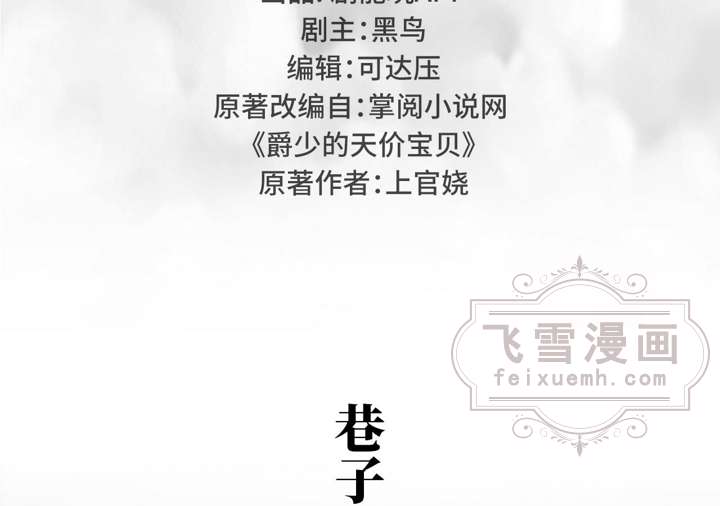 剧主：黑鸟
编辑：可达压
原著改编自：掌阅小说网
《爵少的天价宝贝》
原著作者：上官娆
飞雪漫画
feixuemh.com
巷
子